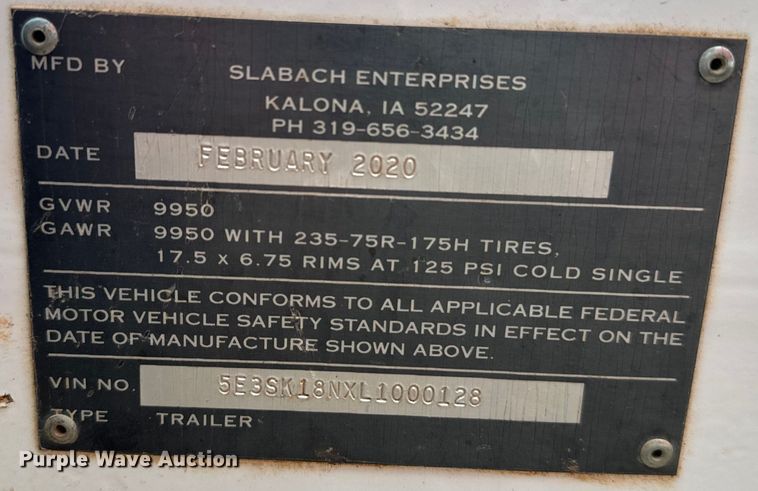 MFD BY SLABACH ENTERPRISES
KALONA, IA 52247
PH 319-656-3434
DATE FEBRUARY 2020
GVWR 9950
GAWR 9950 WITH 235-75R-175H TIRES,
17.5 X 6.75 RIMS AT 125 PSI COLD SINGLE
THIS VEHICLE CONFORMS TO ALL APPLICABLE FEDERAL
MOTOR VEHICLE SAFETY STANDARDS IN EFFECT ON THE
DATE OF MANUFACTURE SHOWN ABOVE.
VIN NO. 5E3SK18NXL1000128
TYPE TRAILER
Purple Wave Auction